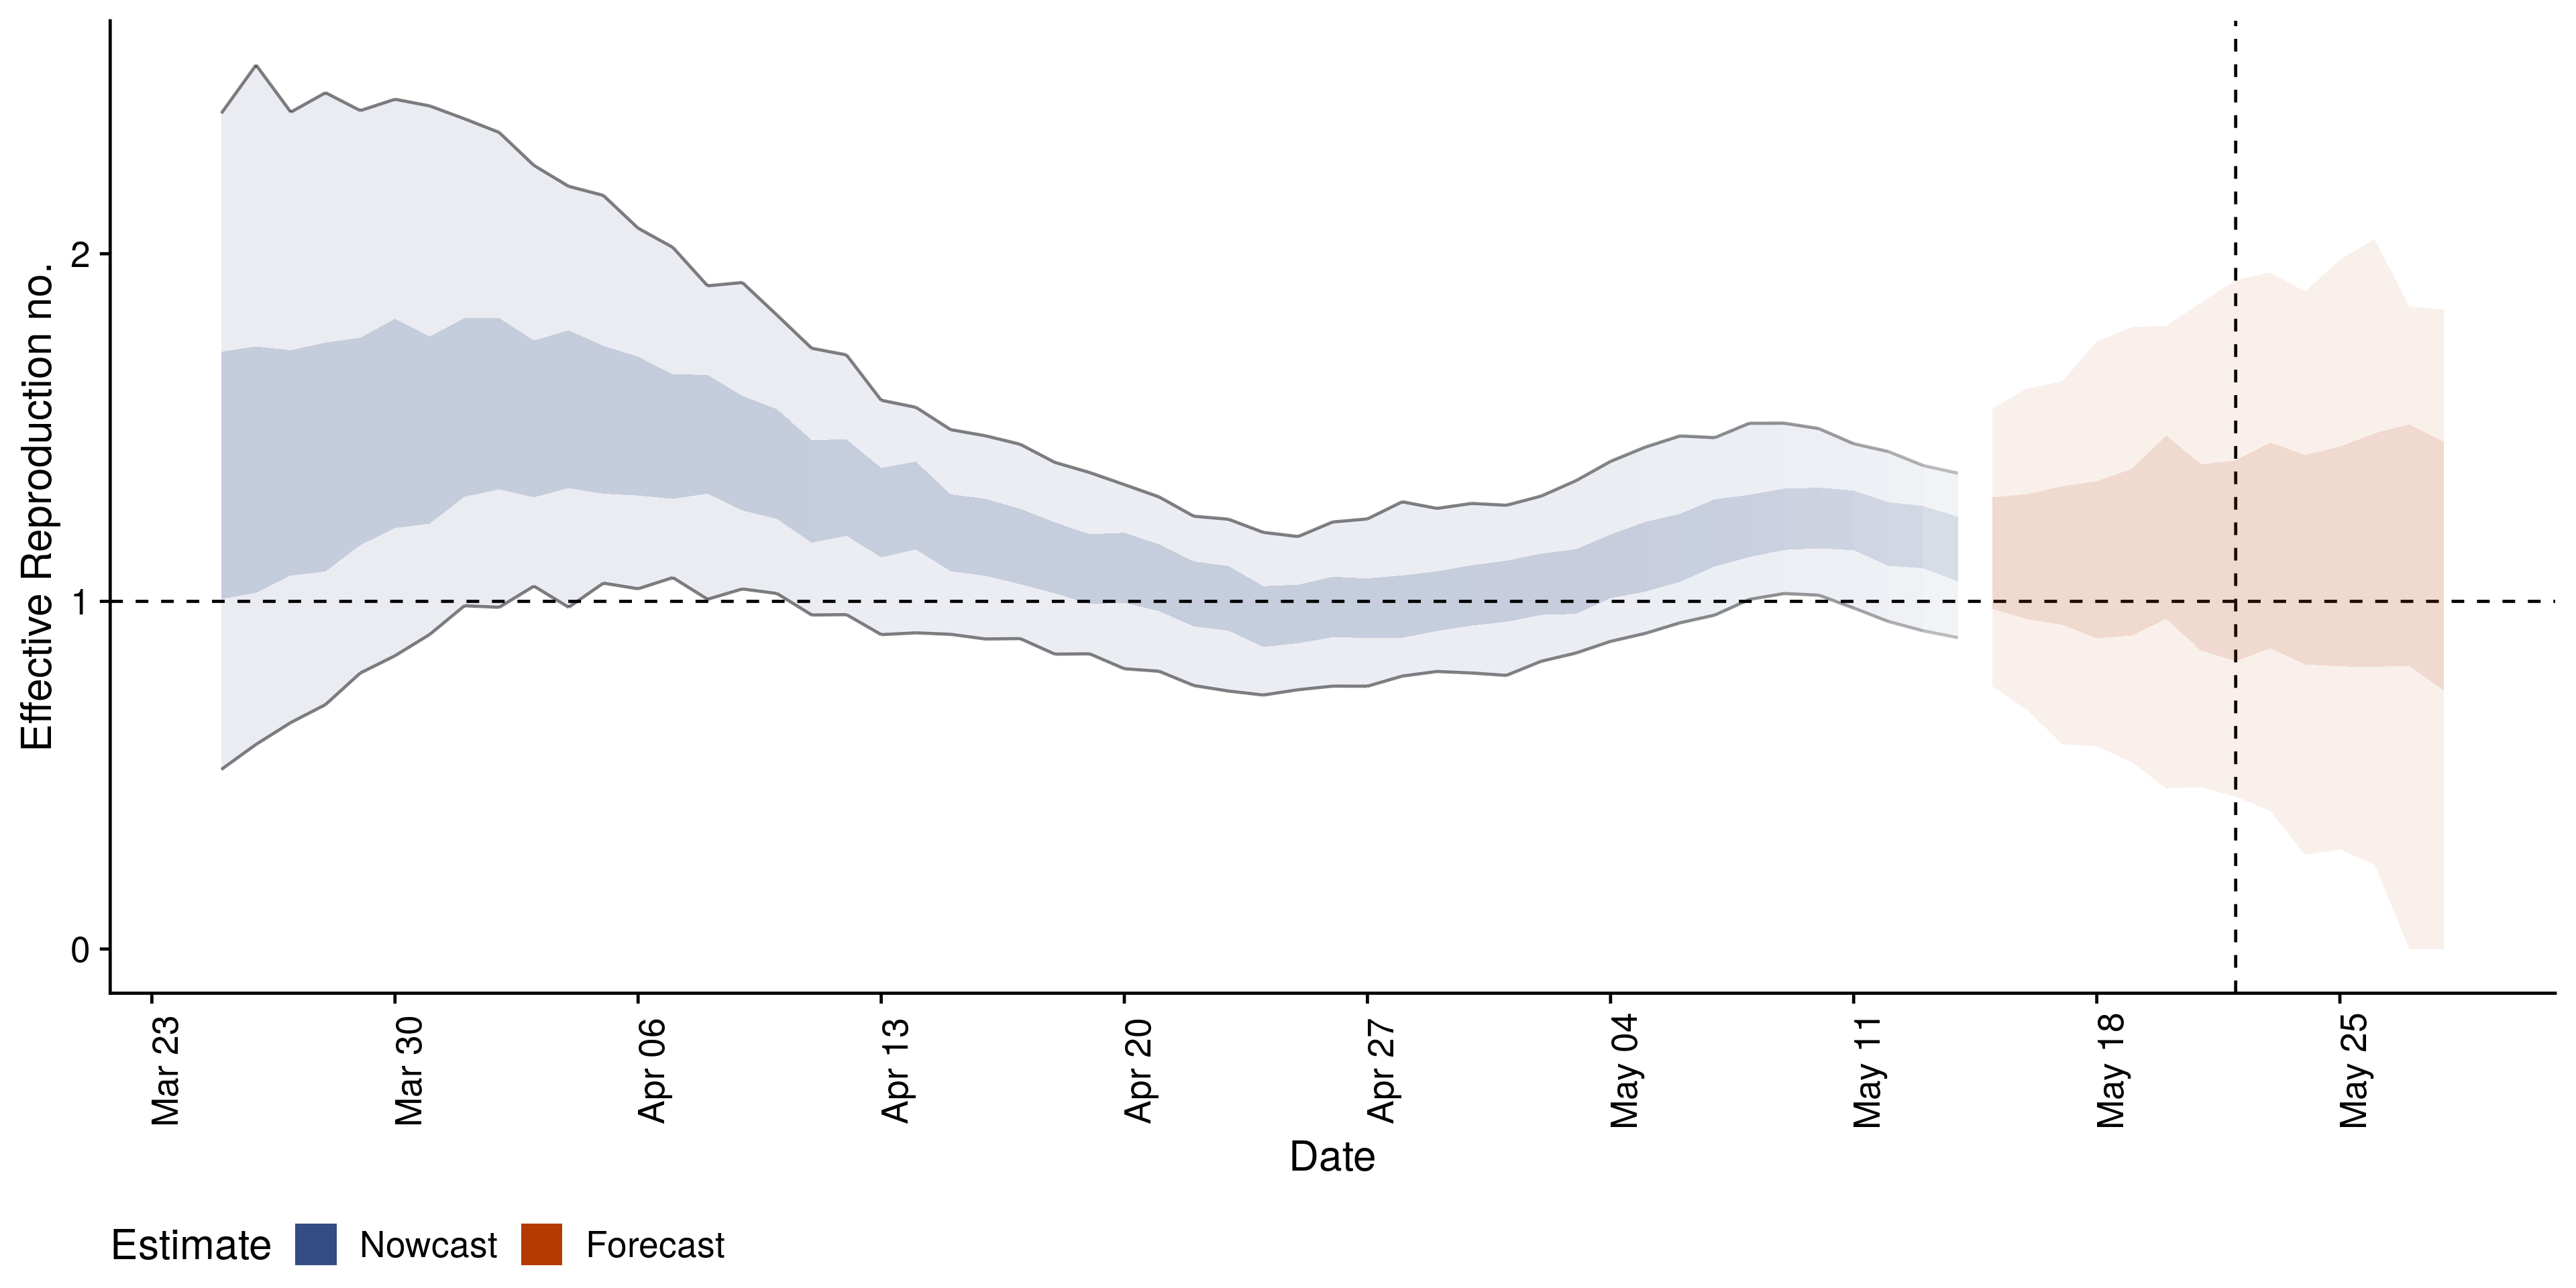 Effective Reproduction no.
2
1
0
Mar 23
Mar 30
Apr 06
Apr 13
Apr 20
Apr 27
May 04
May 11
May 18
May 25
Date
Estimate Nowcast Forecast